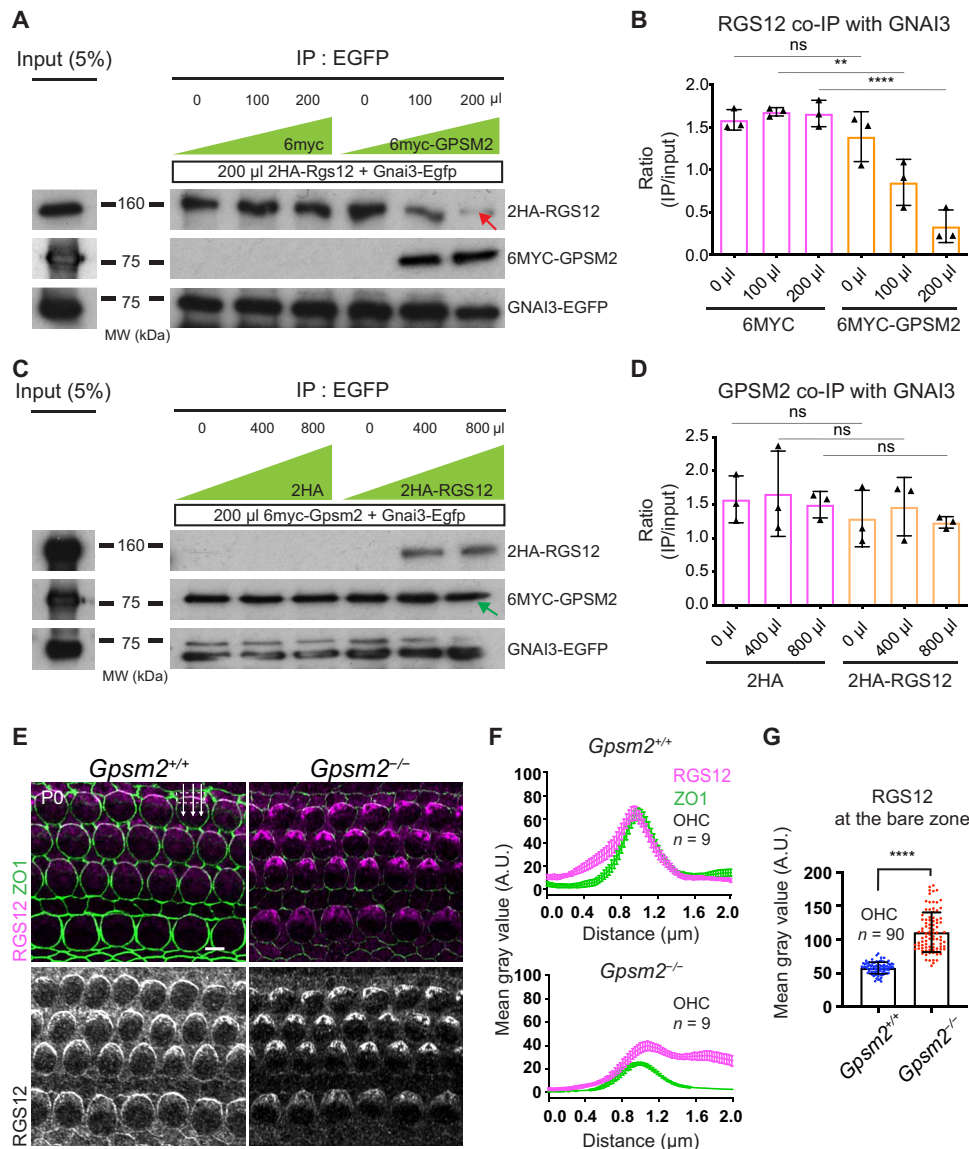 A
Input (5%)
IP : EGFP
0 100 200 0 100 200 µl
6myc 6myc-GPSM2
200 µl 2HA-Rgs12 + Gnai3-Egfp
160
2HA-RGS12
75
6MYC-GPSM2
75
GNAI3-EGFP
MW (kDa)
B
RGS12 co-IP with GNAI3
ns
**
****
2.0
1.5
1.0
0.5
0.0
Ratio
(IP/input)
0 µl 100 µl 200 µl 0 µl 100 µl 200 µl
6MYC 6MYC-GPSM2
C
Input (5%)
IP : EGFP
0 400 800 0 400 800 µl
2HA 2HA-RGS12
200 µl 6myc-Gpsm2 + Gnai3-Egfp
160
2HA-RGS12
75
6MYC-GPSM2
75
GNAI3-EGFP
MW (kDa)
D
GPSM2 co-IP with GNAI3
ns
ns
ns
2.5
2.0
1.5
1.0
0.5
0.0
Ratio
(IP/input)
0 µl 400 µl 800 µl 0 µl 400 µl 800 µl
2HA 2HA-RGS12
E
Gpsm2+/+ Gpsm2−/−
P0
RGS12 ZO1
RGS12
F
Gpsm2+/+
RGS12
ZO1
OHC
n = 9
100
80
60
40
20
0
0.0 0.4 0.8 1.2 1.6 2.0
Distance (µm)
Mean gray value (A.U.)
Gpsm2−/−
OHC
n = 9
100
80
60
40
20
0
0.0 0.4 0.8 1.2 1.6 2.0
Distance (µm)
G
RGS12
at the bare zone
****
200
150
100
50
0
OHC
n = 90
Mean gray value (A.U.)
Gpsm2+/+ Gpsm2−/−